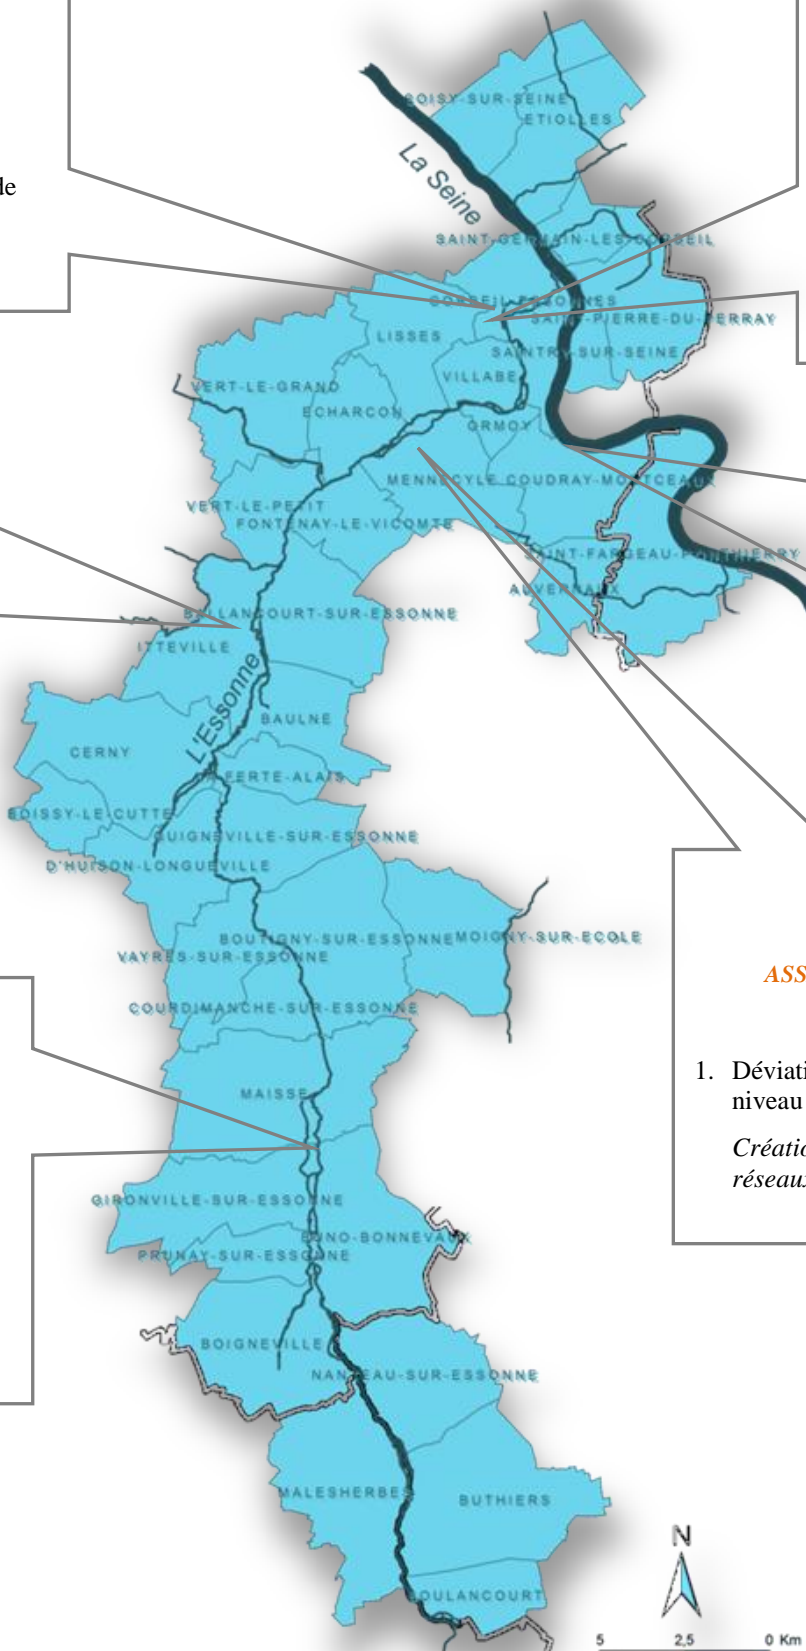 SOISY-SUR-SEINE
ETIOLLES
La Seine
de
SAINT-GERMAIN-LES-CORBEIL
CORBEIL-ESSONNES
SAINT-PIERRE-DU-PERRAY
LISSES
SAINTRY-SUR-SEINE
VILLABE
VERT-LE-GRAND
ECHARCON
ORMOY
MENNECY LE COUDRAY-MONTCEAUX
VERT-LE-PETIT
FONTENAY-LE-VICOMTE
SAINT-FARGEAU-PONTHIERRY
AUVERNAUX
BALLANCOURT-SUR-ESSONNE
ITTEVILLE
L'Essonne
BAULNE
CERNY
LA FERTE-ALAIS
BOISSY-LE-CUTTE
GUIGNEVILLE-SUR-ESSONNE
D'HUISON-LONGUEVILLE
BOUTIGNY-SUR-ESSONNE
MOIGNY-SUR-ECOLE
VAYRES-SUR-ESSONNE
ASS
COURDIMANCHE-SUR-ESSONNE
1. Déviati
niveau
MAISSE
Créatio
réseaux
GIRONVILLE-SUR-ESSONNE
BUNO-BONNEVAUX
PRUNAY-SUR-ESSONNE
BOIGNEVILLE
NANTEAU-SUR-ESSONNE
MALESHERBES
BUTHIERS
N
BOULANCOURT
5 2,5 0 Km